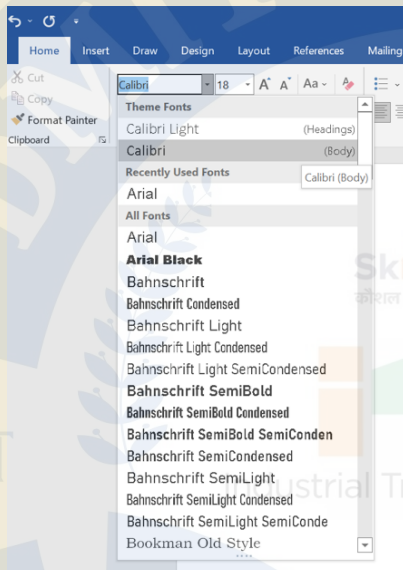 Home Insert Draw Design Layout References Mailing
Cut
Copy
Format Painter
Clipboard
Calibri 18 A A Aa
Theme Fonts
Calibri Light (Headings)
Calibri (Body)
Recently Used Fonts
Calibri (Body)
Arial
All Fonts
Arial
Arial Black
Bahnschrift
Bahnschrift Condensed
Bahnschrift Light
Bahnschrift Light Condensed
Bahnschrift Light SemiCondensed
Bahnschrift SemiBold
Bahnschrift SemiBold Condensed
Bahnschrift SemiBold SemiConden
Bahnschrift SemiCondensed
Bahnschrift SemiLight
Bahnschrift SemiLight Condensed
Bahnschrift SemiLight SemiConde
Bookman Old Style
Sk
कौशल